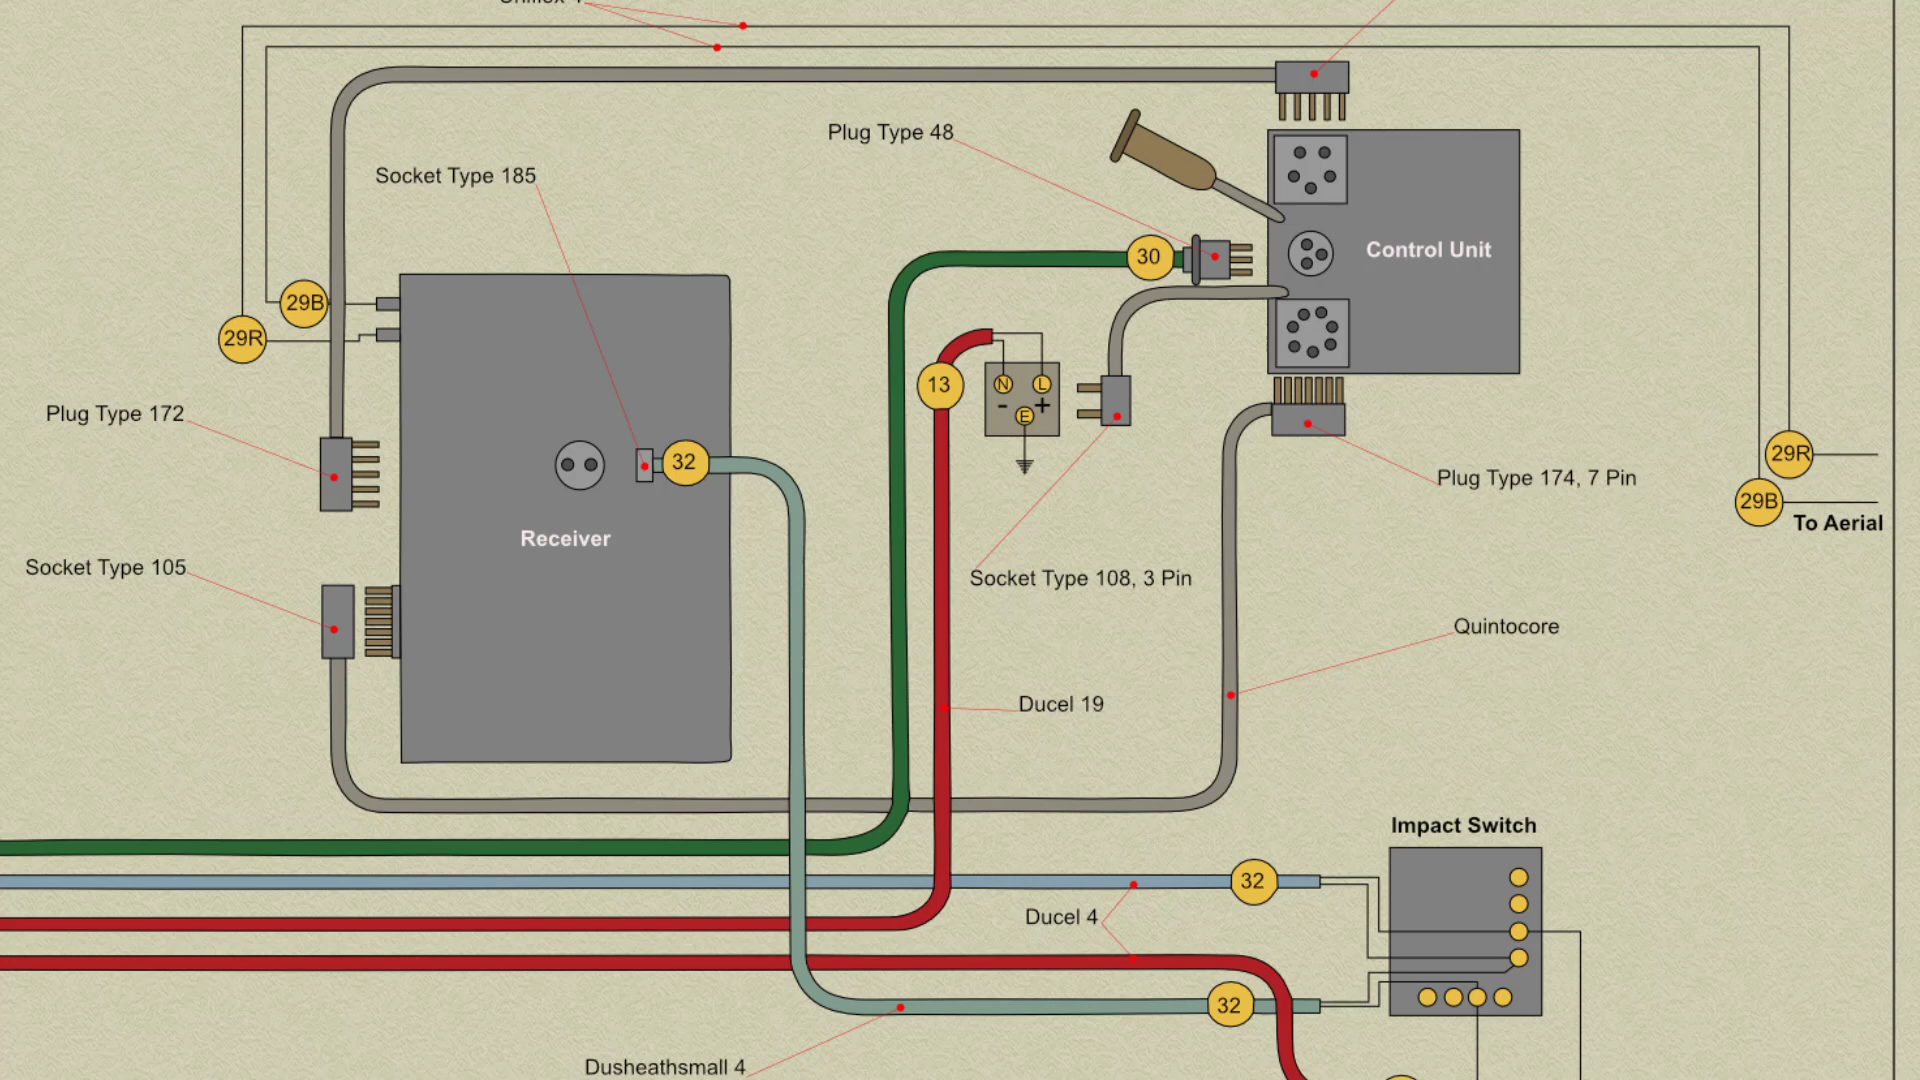 Plug Type 48
Socket Type 185
Control Unit
30
29B
29R
13
N
L
- +
E
Plug Type 172
32
29R
Plug Type 174, 7 Pin
29B
To Aerial
Receiver
Socket Type 105
Socket Type 108, 3 Pin
Quintocore
Ducel 19
Impact Switch
32
Ducel 4
32
Dusheathsmall 4